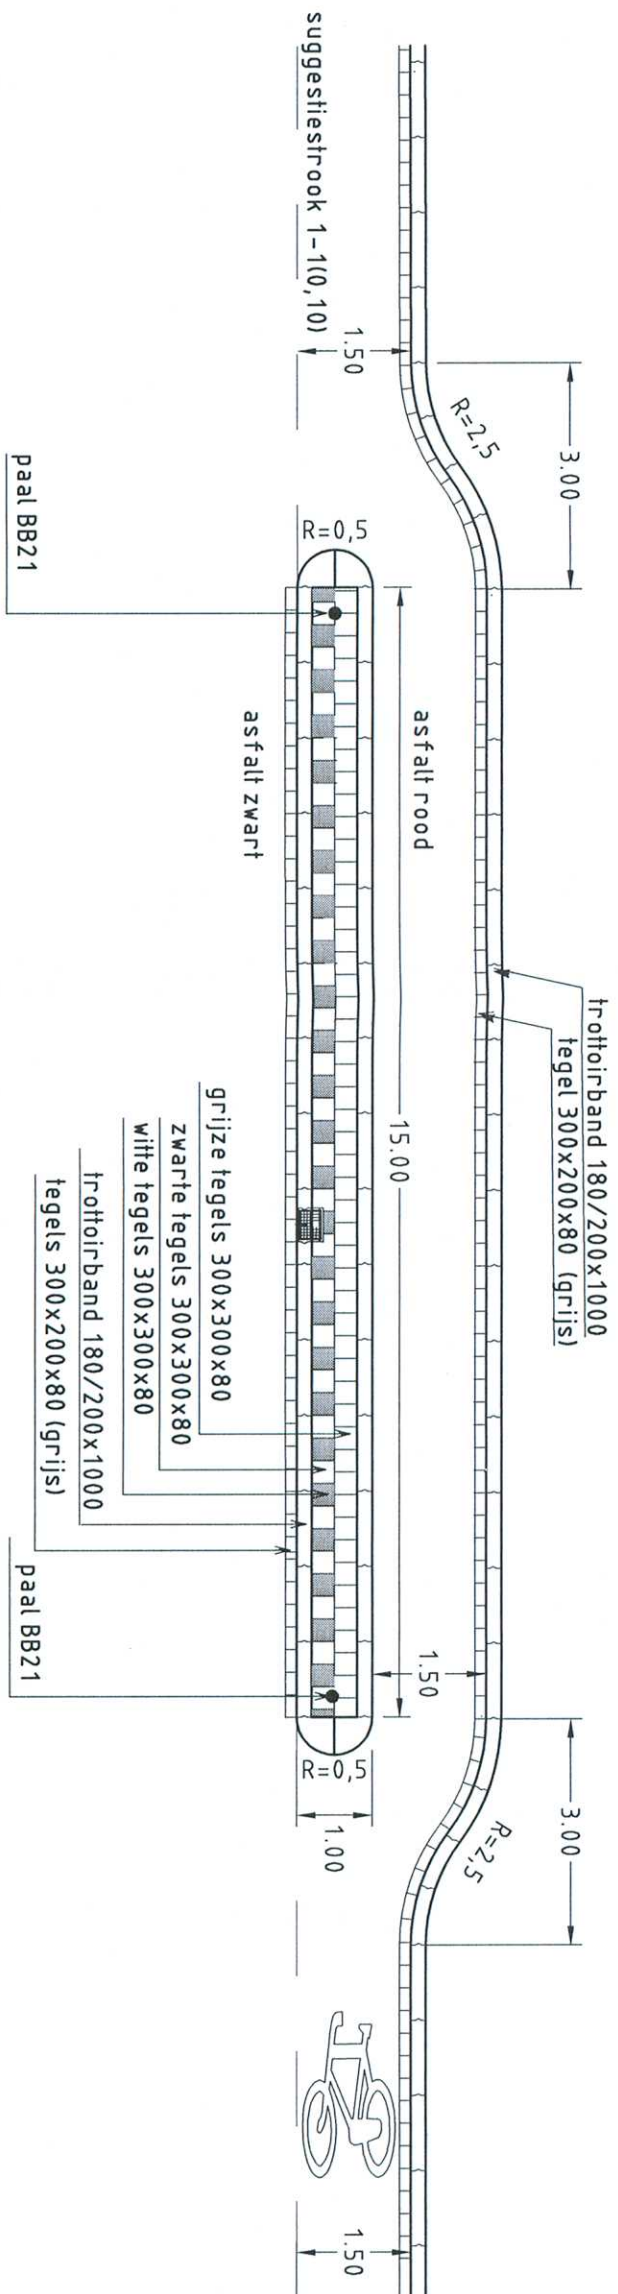 trottoirband 180/200x1000
tegel 300x200x80 (grijs)
3.00
3.00
R=2,5
R=2,5
suggestiestrook 1-1(0,10)
1.50
asfalt rood
15.00
1.50
1.50
R=0,5
R=0,5
1.00
asfalt zwart
grijze tegels 300x300x80
zwarte tegels 300x300x80
witte tegels 300x300x80
trottoirband 180/200x1000
tegels 300x200x80 (grijs)
paal BB21
paal BB21